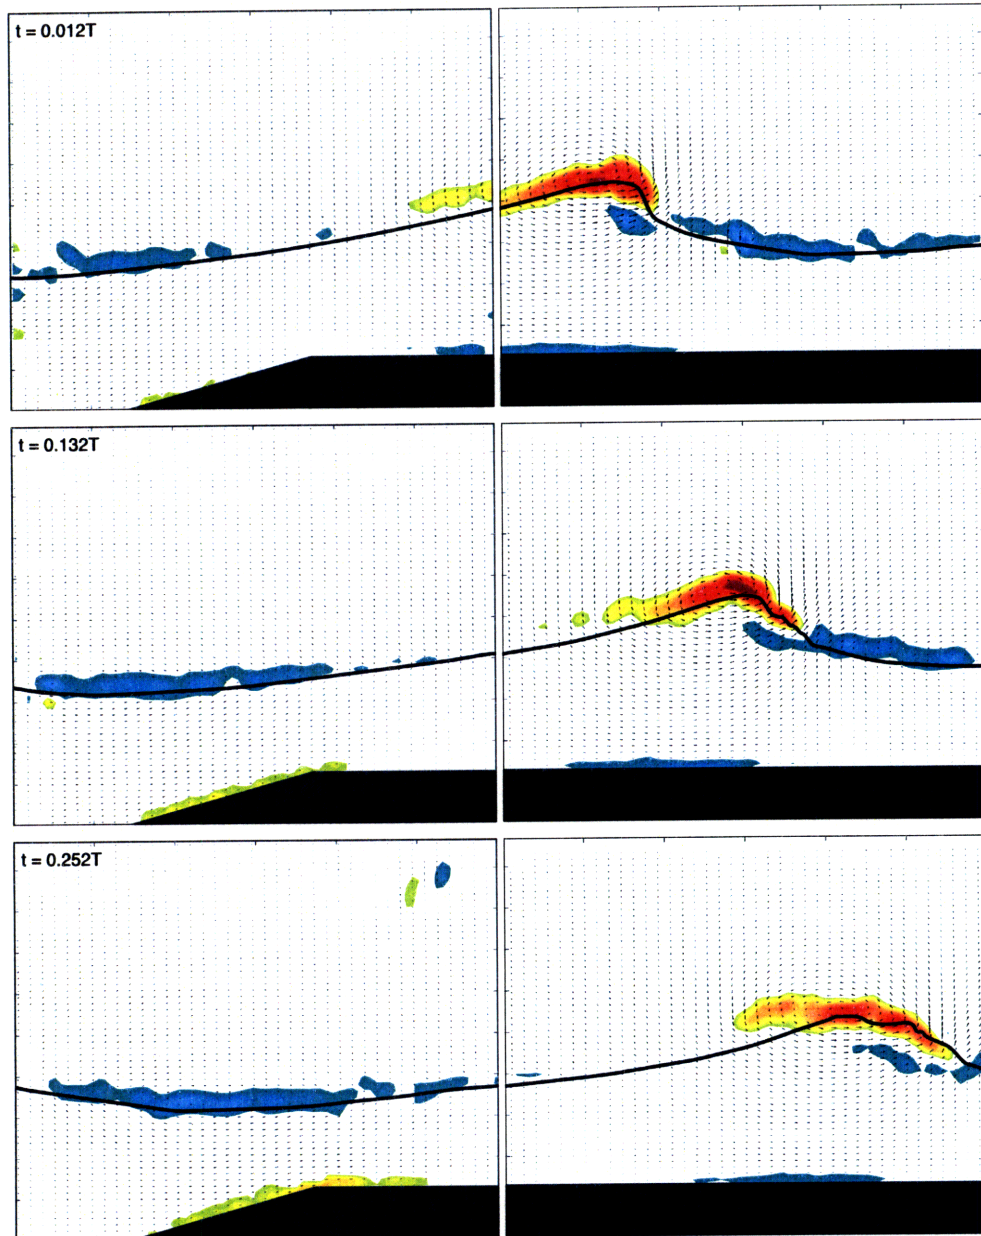 t = 0.012T
t = 0.132T
t = 0.252T